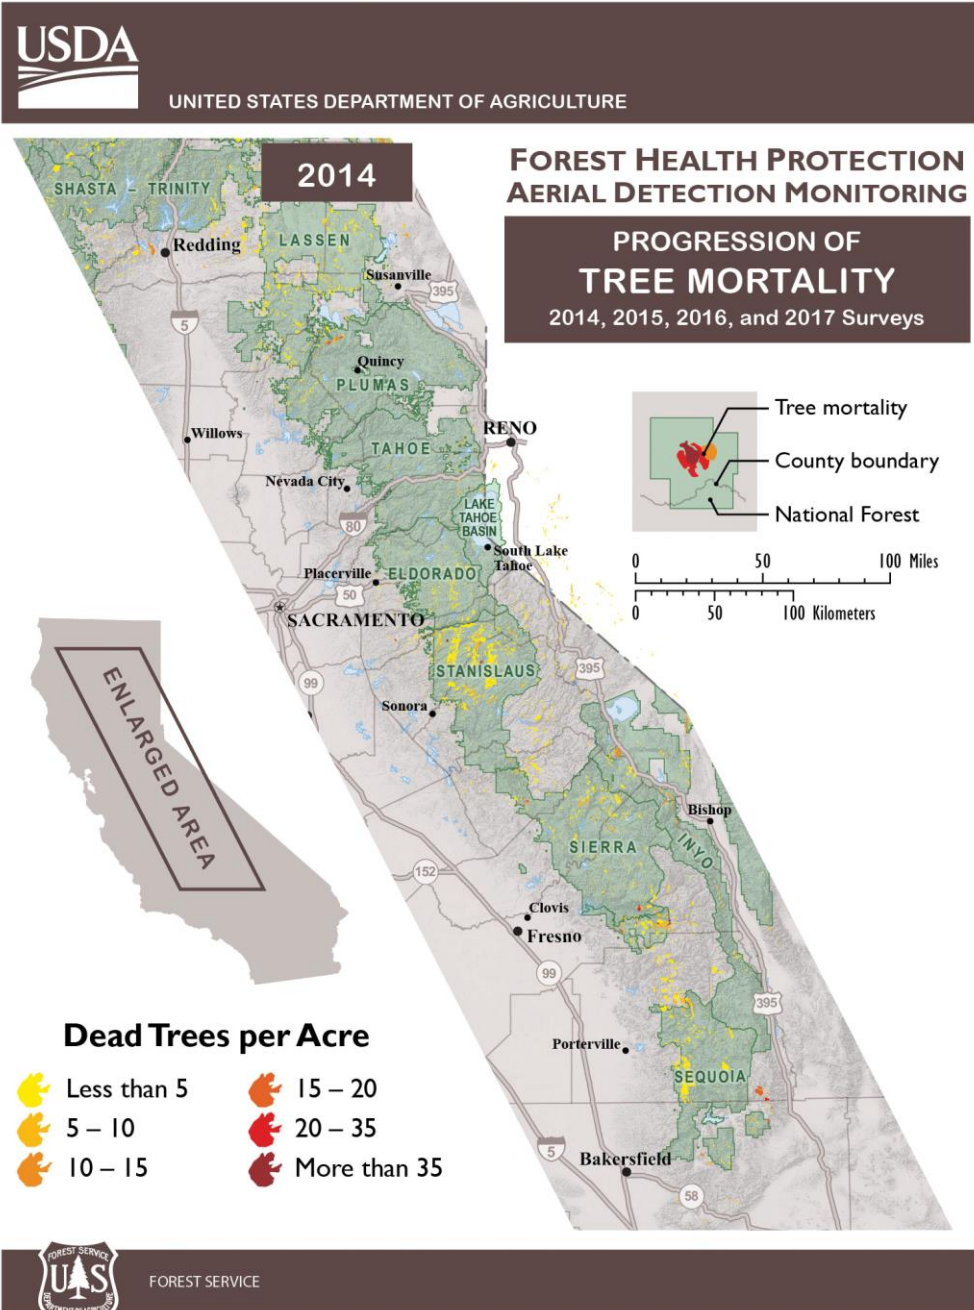 USDA
UNITED STATES DEPARTMENT OF AGRICULTURE
FOREST HEALTH PROTECTION
AERIAL DETECTION MONITORING
2014
PROGRESSION OF
TREE MORTALITY
2014, 2015, 2016, and 2017 Surveys
SHASTA – TRINITY
Redding
LASSEN
Susanville
395
5
Quincy
PLUMAS
Willows
TAHOE
RENO
Nevada City
80
LAKE
TAHOE
BASIN
South Lake
Tahoe
Placerville
ELDORADO
50
SACRAMENTO
STANISLAUS
395
99
Sonora
Bishop
INYO
SIERRA
152
Clovis
Fresno
99
395
Porterville
SEQUOIA
5
Bakersfield
58
Tree mortality
County boundary
National Forest
0 50 100 Miles
0 50 100 Kilometers
ENLARGED AREA
Dead Trees per Acre
Less than 5
5 – 10
10 – 15
15 – 20
20 – 35
More than 35
FOREST SERVICE
U S
DEPARTMENT OF AGRICULTURE
FOREST SERVICE